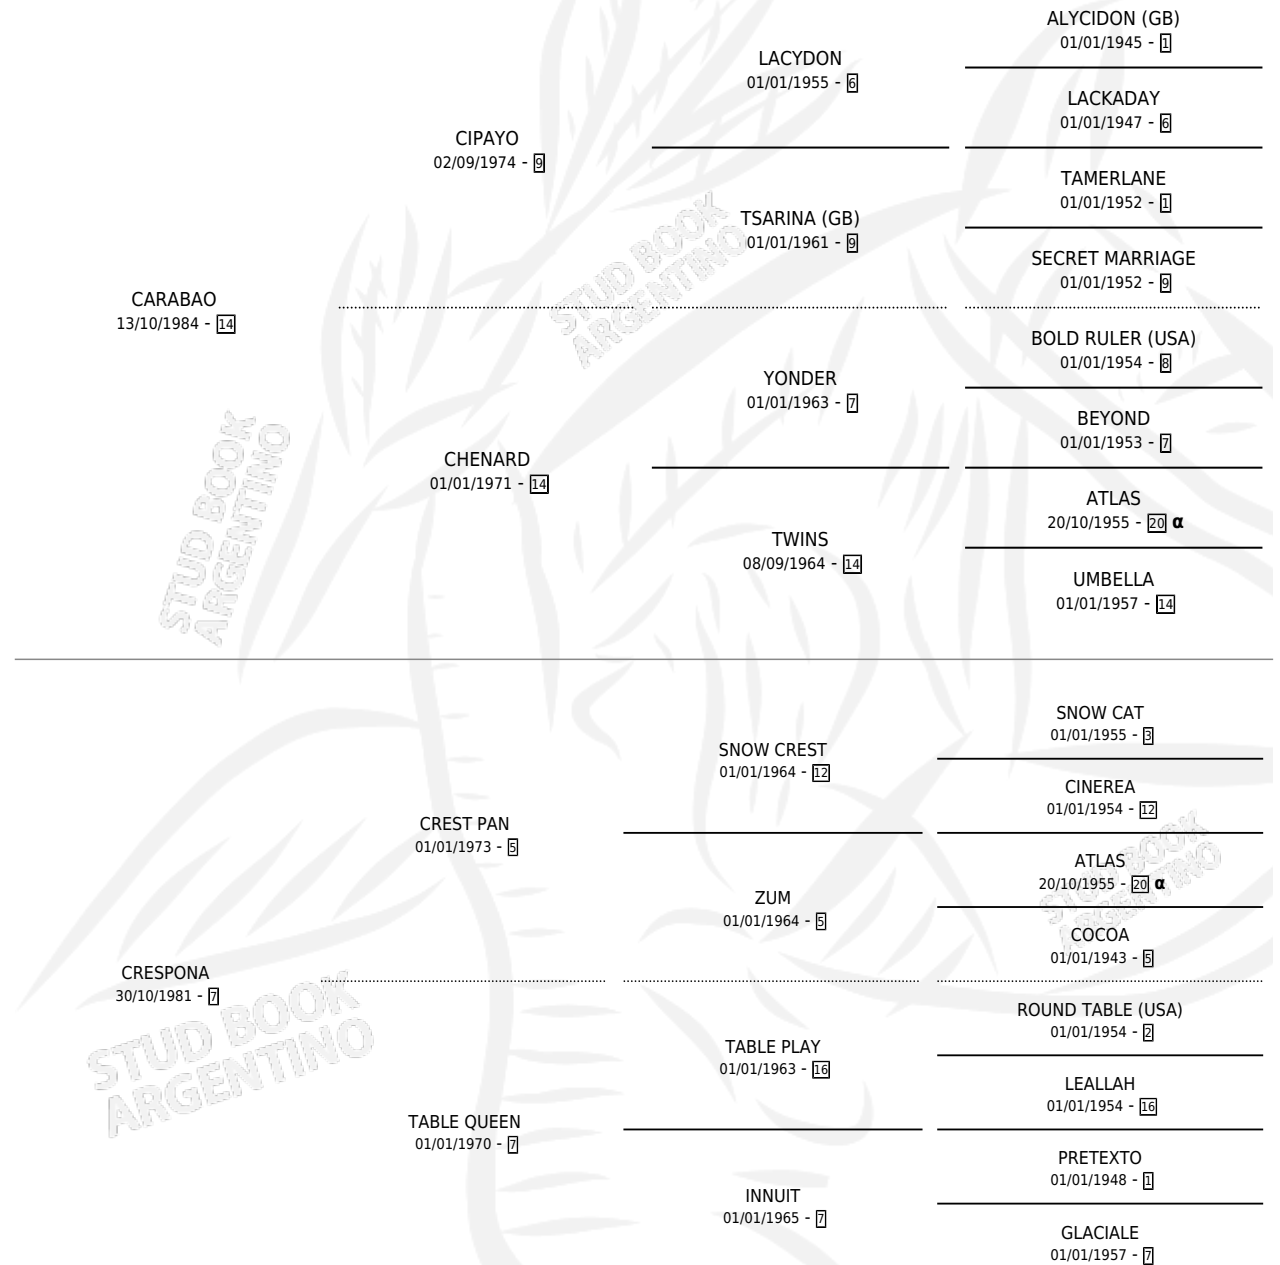 ALYCIDON (GB)
01/01/1945 - 1
LACYDON
01/01/1955 - 6
LACKADAY
01/01/1947 - 6
CIPAYO
02/09/1974 - 9
TAMERLANE
01/01/1952 - 1
TSARINA (GB)
01/01/1961 - 9
SECRET MARRIAGE
01/01/1952 - 9
CARABAO
13/10/1984 - 14
BOLD RULER (USA)
01/01/1954 - 8
YONDER
01/01/1963 - 7
BEYOND
01/01/1953 - 7
CHENARD
01/01/1971 - 14
ATLAS
20/10/1955 - 20 α
TWINS
08/09/1964 - 14
UMBELLA
01/01/1957 - 14
SNOW CAT
01/01/1955 - 3
SNOW CREST
01/01/1964 - 12
CINEREA
01/01/1954 - 12
CREST PAN
01/01/1973 - 5
ATLAS
20/10/1955 - 20 α
ZUM
01/01/1964 - 5
COCOA
01/01/1943 - 5
CRESPONA
30/10/1981 - 7
ROUND TABLE (USA)
01/01/1954 - 2
TABLE PLAY
01/01/1963 - 16
LEALLAH
01/01/1954 - 16
TABLE QUEEN
01/01/1970 - 7
PRETEXTO
01/01/1948 - 1
INNUIT
01/01/1965 - 7
GLACIALE
01/01/1957 - 7
STUD BOOK
ARGENTINO
STUD BOOK
ARGENTINO
STUD BOOK
ARGENTINO
STUD BOOK
ARGENTINO